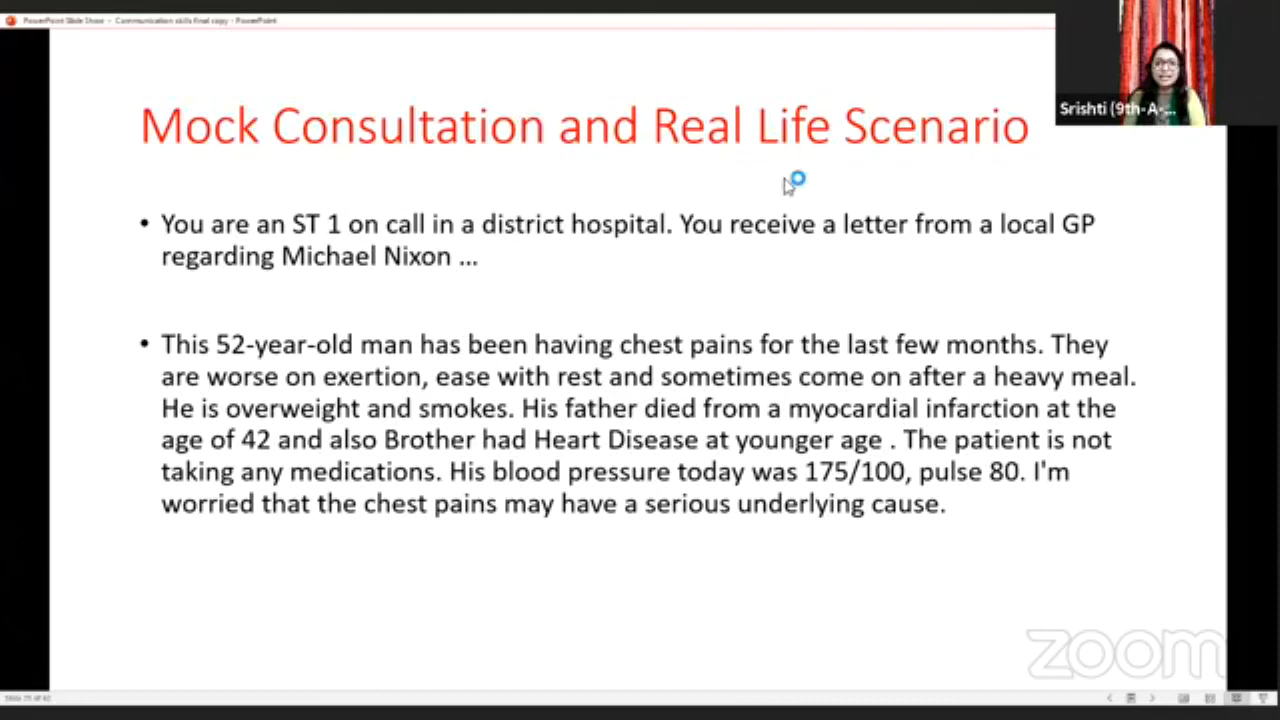 PowerPoint Slide Show - Communication skills final copy - PowerPoint
Srishti (9th-A-...
Mock Consultation and Real Life Scenario
• You are an ST 1 on call in a district hospital. You receive a letter from a local GP
regarding Michael Nixon ...
• This 52-year-old man has been having chest pains for the last few months. They
are worse on exertion, ease with rest and sometimes come on after a heavy meal.
He is overweight and smokes. His father died from a myocardial infarction at the
age of 42 and also Brother had Heart Disease at younger age . The patient is not
taking any medications. His blood pressure today was 175/100, pulse 80. I'm
worried that the chest pains may have a serious underlying cause.
zoom